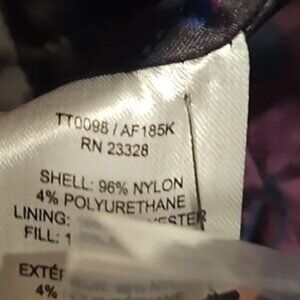 TT0098 / AF185K
RN 23328
SHELL: 96% NYLON
4% POLYURETHANE
LINING:
FILL:
4%